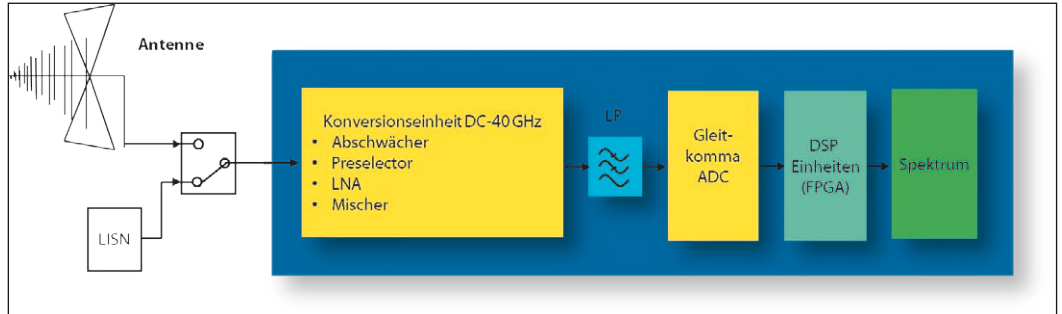 Antenne
LISN
Konversionseinheit DC-40 GHz
• Abschwächer
• Preselector
• LNA
• Mischer
LP
Gleit-
komma
ADC
DSP
Einheiten
(FPGA)
Spektrum